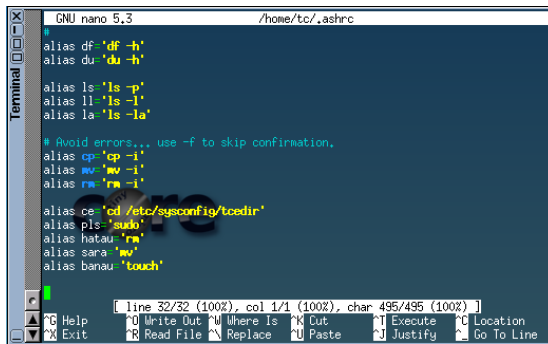 Terminal
GNU nano 5.3 /home/tc/.ashrc
#
alias df='df -h'
alias du='du -h'
alias ls='ls -p'
alias ll='ls -l'
alias la='ls -la'
# Avoid errors... use -f to skip confirmation.
alias cp='cp -i'
alias mv='mv -i'
alias rm='rm -i'
alias ce='cd /etc/sysconfig/tcedir'
alias pls='sudo'
alias hatau='rm'
alias sara='mv'
alias banau='touch'
core
[ line 32/32 (100%), col 1/1 (100%), char 495/495 (100%) ]
^G Help ^O Write Out ^W Where Is ^K Cut ^T Execute ^C Location
^X Exit ^R Read File ^\ Replace ^U Paste ^J Justify ^_ Go To Line